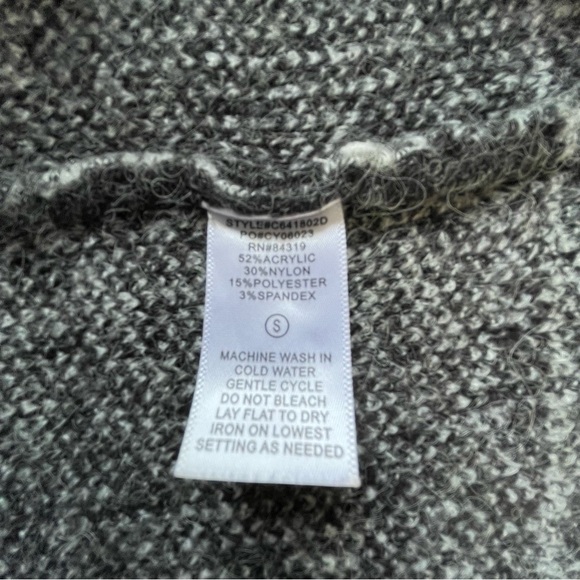 STYLE#C641802D
PO#CY06023
RN#84319
52%ACRYLIC
30%NYLON
15%POLYESTER
3%SPANDEX
S
MACHINE WASH IN
COLD WATER
GENTLE CYCLE
DO NOT BLEACH
LAY FLAT TO DRY
IRON ON LOWEST
SETTING AS NEEDED